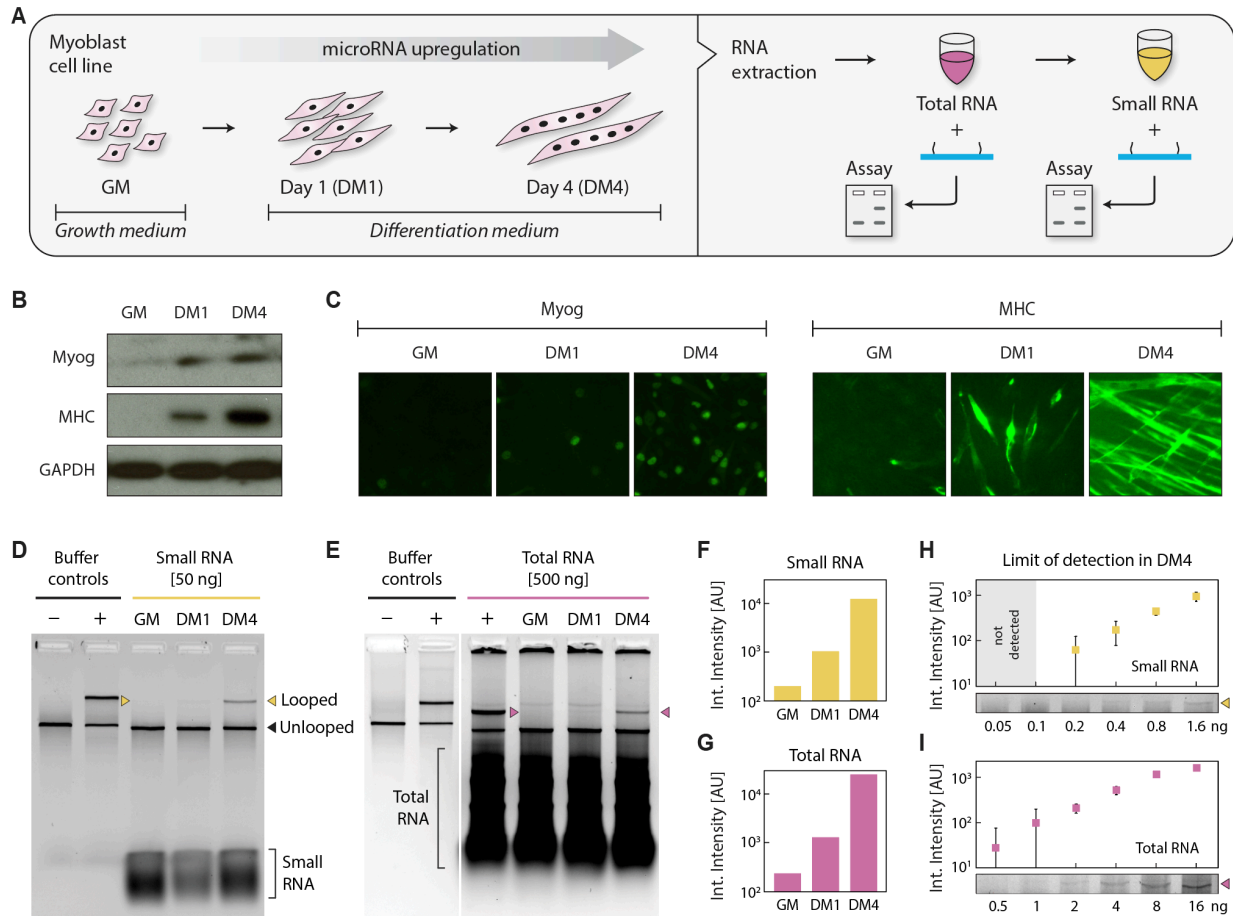 A
Myoblast
cell line
microRNA upregulation
GM
Day 1 (DM1)
Day 4 (DM4)
Growth medium
Differentiation medium
RNA
extraction
Total RNA
+
Assay
Small RNA
+
Assay
B
GM DM1 DM4
Myog
MHC
GAPDH
C
Myog
GM DM1 DM4
MHC
GM DM1 DM4
D
Buffer
controls
Small RNA
[50 ng]
− + GM DM1 DM4
Looped
Unlooped
Small
RNA
E
Buffer
controls
Total RNA
[500 ng]
− + + GM DM1 DM4
Total
RNA
F
Small RNA
Int. Intensity [AU]
10⁴
10³
10²
GM DM1 DM4
G
Total RNA
Int. Intensity [AU]
10⁴
10³
10²
GM DM1 DM4
H
Limit of detection in DM4
Int. Intensity [AU]
10³
10²
10¹
not
detected
Small RNA
0.05 0.1 0.2 0.4 0.8 1.6 ng
I
Int. Intensity [AU]
10³
10²
10¹
Total RNA
0.5 1 2 4 8 16 ng